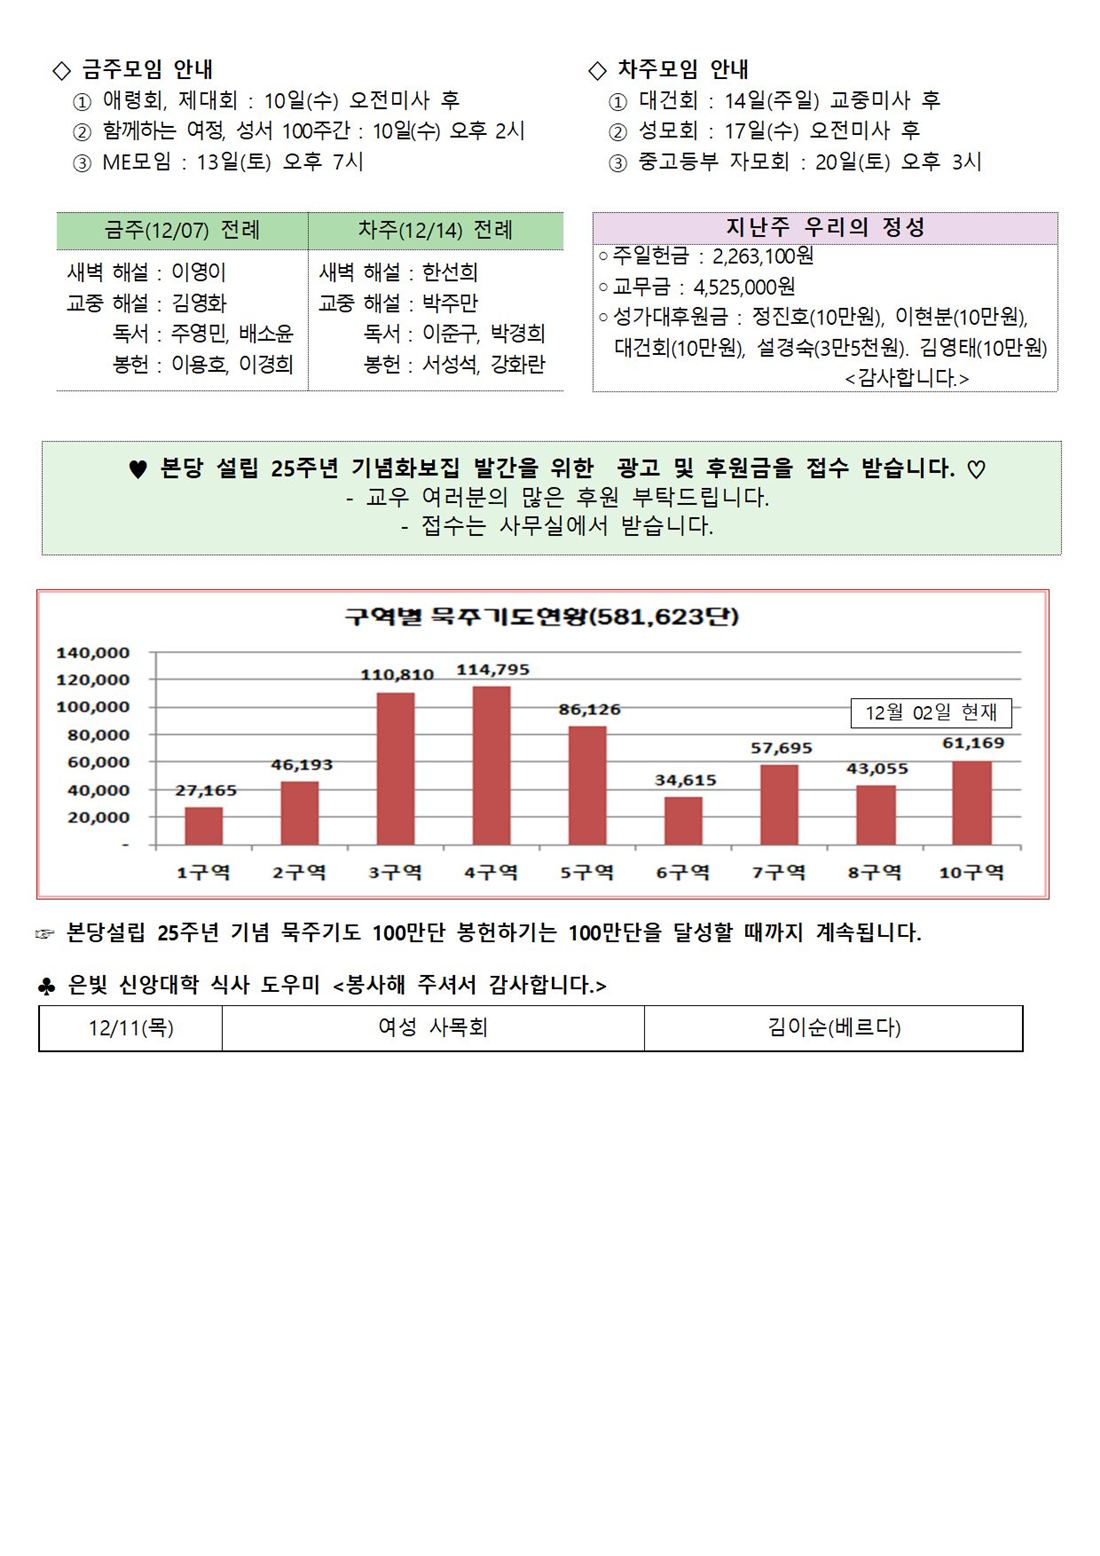 ◇ 금주모임 안내
① 애령회, 제대회 : 10일(수) 오전미사 후
② 함께하는 여정, 성서 100주간 : 10일(수) 오후 2시
③ ME모임 : 13일(토) 오후 7시
◇ 차주모임 안내
① 대건회 : 14일(주일) 교중미사 후
② 성모회 : 17일(수) 오전미사 후
③ 중고등부 자모회 : 20일(토) 오후 3시
금주(12/07) 전례
새벽 해설 : 이영이
교중 해설 : 김영화
독서 : 주영민, 배소윤
봉헌 : 이용호, 이경희
차주(12/14) 전례
새벽 해설 : 한선희
교중 해설 : 박주만
독서 : 이준구, 박경희
봉헌 : 서성석, 강화란
지난주 우리의 정성
○ 주일헌금 : 2,263,100원
○ 교무금 : 4,525,000원
○ 성가대후원금 : 정진호(10만원), 이현분(10만원),
대건회(10만원), 설경숙(3만5천원). 김영태(10만원)
<감사합니다.>
♥ 본당 설립 25주년 기념화보집 발간을 위한 광고 및 후원금을 접수 받습니다. ♡
- 교우 여러분의 많은 후원 부탁드립니다.
- 접수는 사무실에서 받습니다.
구역별 묵주기도현황(581,623단)
140,000
120,000
100,000
80,000
60,000
40,000
20,000
-
27,165
46,193
110,810
114,795
86,126
34,615
57,695
43,055
61,169
12월 02일 현재
1구역 2구역 3구역 4구역 5구역 6구역 7구역 8구역 10구역
☞ 본당설립 25주년 기념 묵주기도 100만단 봉헌하기는 100만단을 달성할 때까지 계속됩니다.
♣ 은빛 신앙대학 식사 도우미 <봉사해 주셔서 감사합니다.>
12/11(목) 여성 사목회 김이순(베르다)